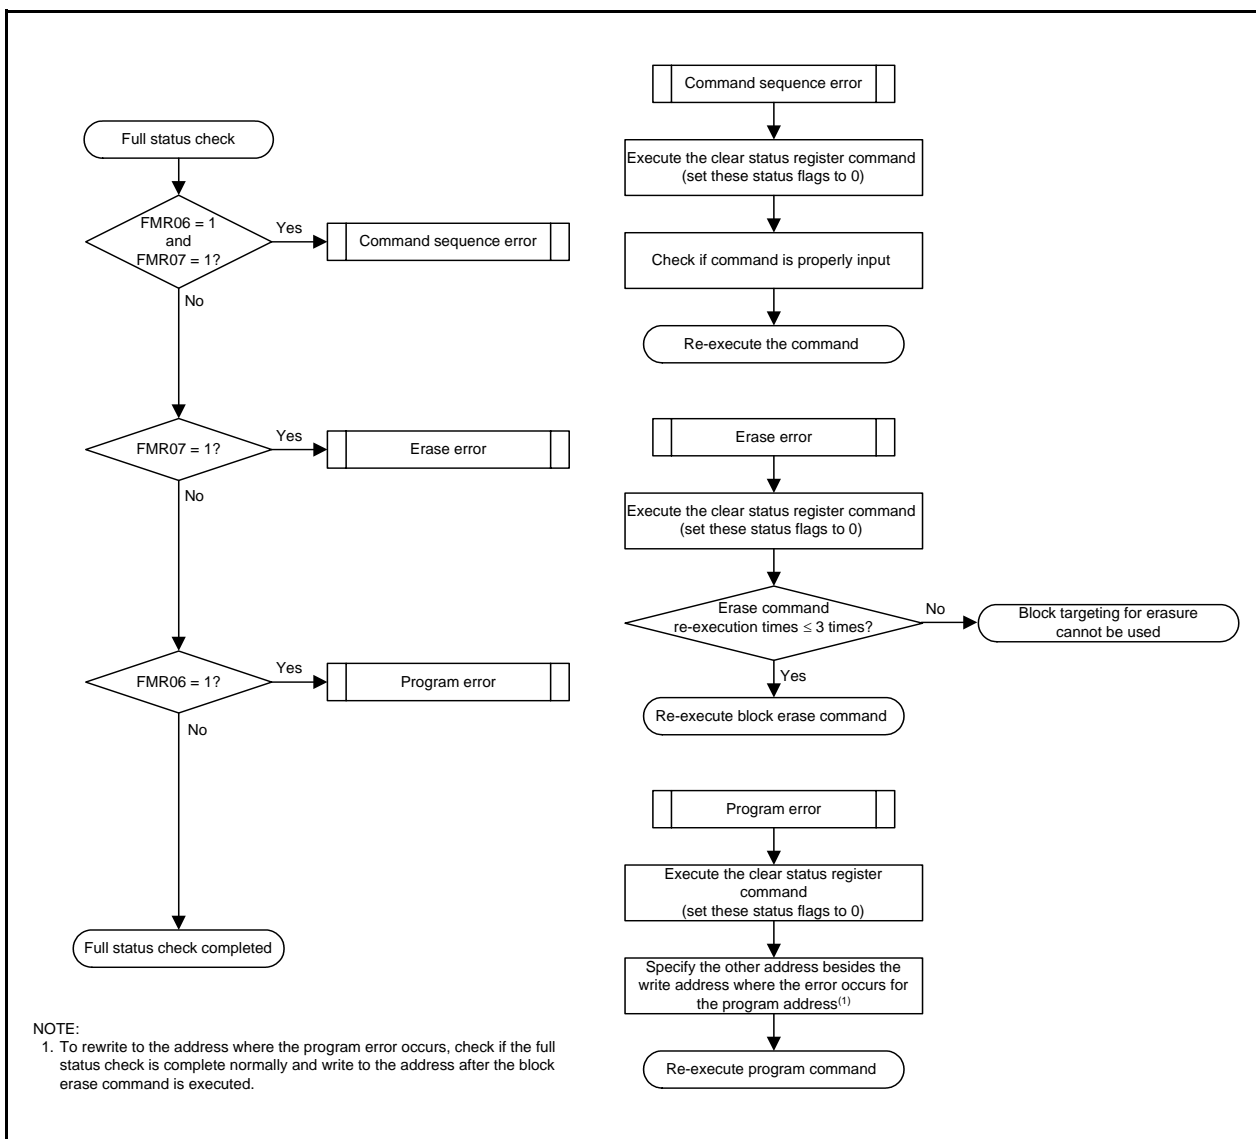 Full status check
FMR06 = 1
and
FMR07 = 1?
Yes
Command sequence error
No
FMR07 = 1?
Yes
Erase error
No
FMR06 = 1?
Yes
Program error
No
Full status check completed
Command sequence error
Execute the clear status register command
(set these status flags to 0)
Check if command is properly input
Re-execute the command
Erase error
Execute the clear status register command
(set these status flags to 0)
Erase command
re-execution times ≤ 3 times?
No
Block targeting for erasure
cannot be used
Yes
Re-execute block erase command
Program error
Execute the clear status register
command
(set these status flags to 0)
Specify the other address besides the
write address where the error occurs for
the program address(1)
Re-execute program command
NOTE:
1. To rewrite to the address where the program error occurs, check if the full
status check is complete normally and write to the address after the block
erase command is executed.